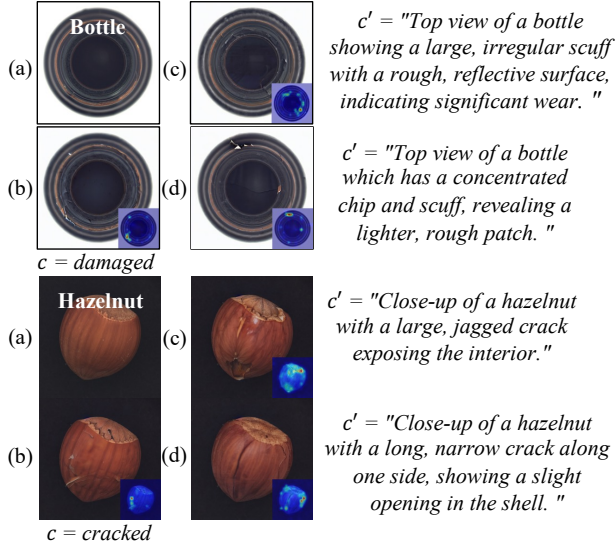 Bottle
(a)
(c)
c′ = "Top view of a bottle
showing a large, irregular scuff
with a rough, reflective surface,
indicating significant wear. "
(b)
(d)
c′ = "Top view of a bottle
which has a concentrated
chip and scuff, revealing a
lighter, rough patch. "
c = damaged
Hazelnut
(a)
(c)
c′ = "Close-up of a hazelnut
with a large, jagged crack
exposing the interior."
(b)
(d)
c′ = "Close-up of a hazelnut
with a long, narrow crack along
one side, showing a slight
opening in the shell. "
c = cracked